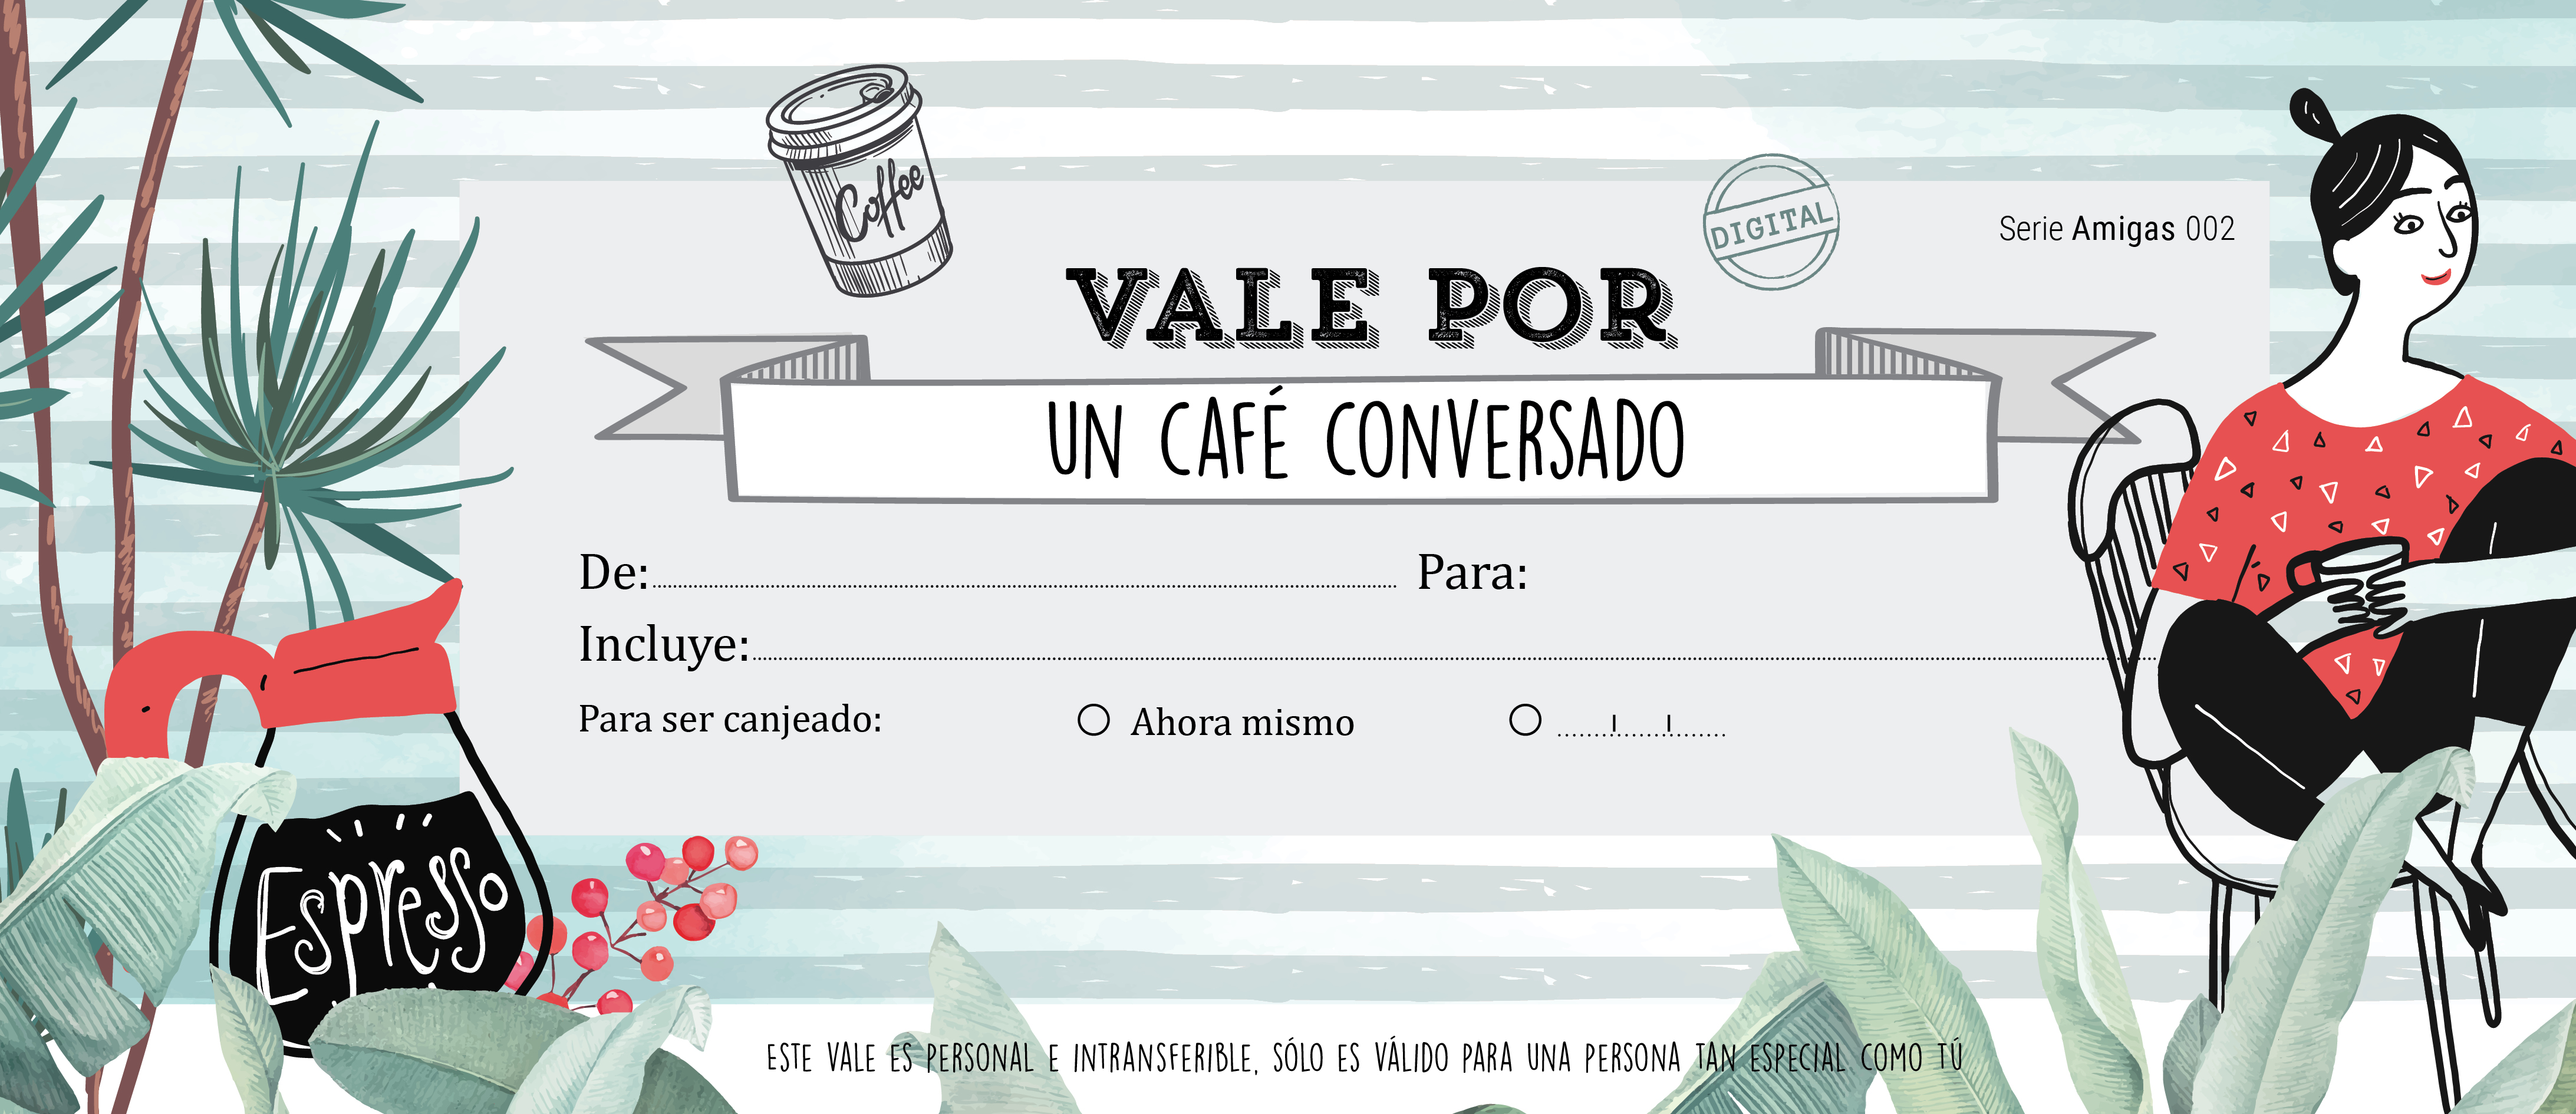 Coffee
DIGITAL
Serie Amigas 002
VALE POR
UN CAFÉ CONVERSADO
De: Para:
Incluye:
Para ser canjeado: Ahora mismo
Espresso
ESTE VALE ES PERSONAL E INTRANSFERIBLE, SÓLO ES VÁLIDO PARA UNA PERSONA TAN ESPECIAL COMO TÚ